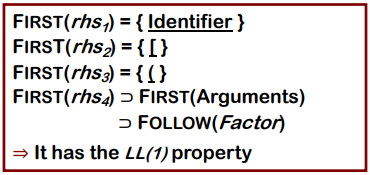 FIRST(rhs₁) = { Identifier }
FIRST(rhs₂) = { [ }
FIRST(rhs₃) = { ( }
FIRST(rhs₄) ⊃ FIRST(Arguments)
⊃ FOLLOW(Factor)
⇒ It has the LL(1) property